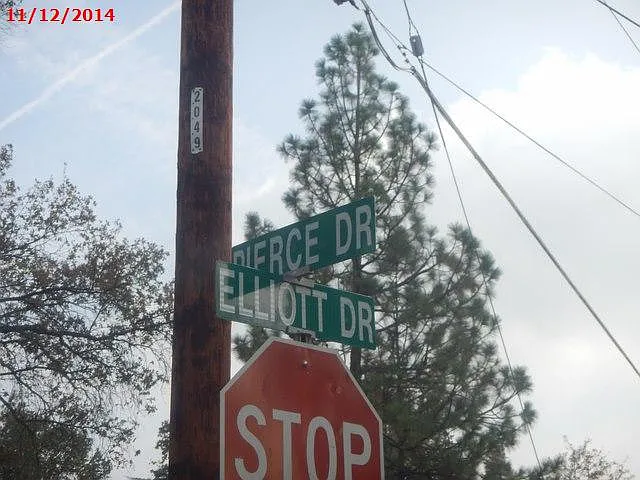 11/12/2014
2049
PIERCE DR
ELLIOTT DR
STOP